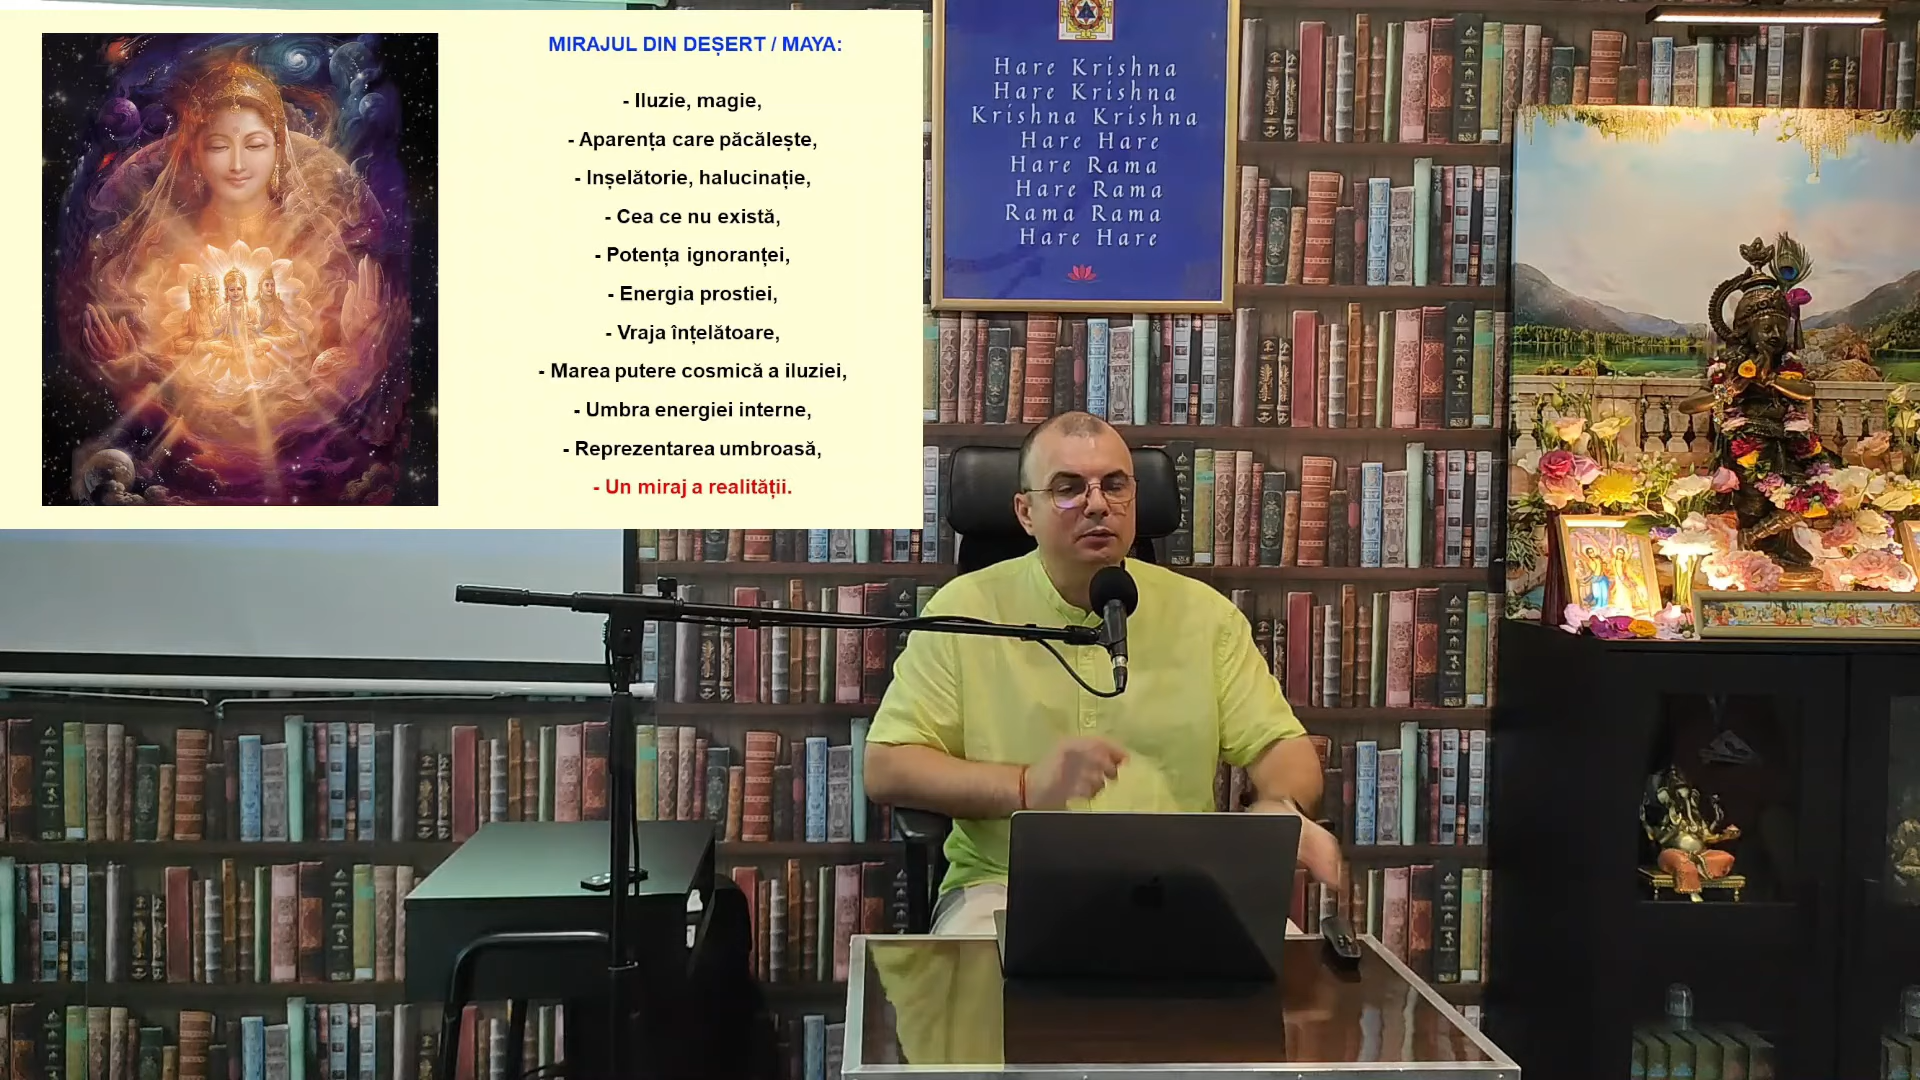 MIRAJUL DIN DEȘERT / MAYA:
- Iluzie, magie,
- Aparența care păcălește,
- Inșelătorie, halucinație,
- Ceea ce nu există,
- Potența ignoranței,
- Energia prostiei,
- Vraja înțelătoare,
- Marea putere cosmică a iluziei,
- Umbra energiei interne,
- Reprezentarea umbroasă,
- Un miraj a realității.
Hare Krishna
Hare Krishna
Krishna Krishna
Hare Hare
Hare Rama
Hare Rama
Rama Rama
Hare Hare